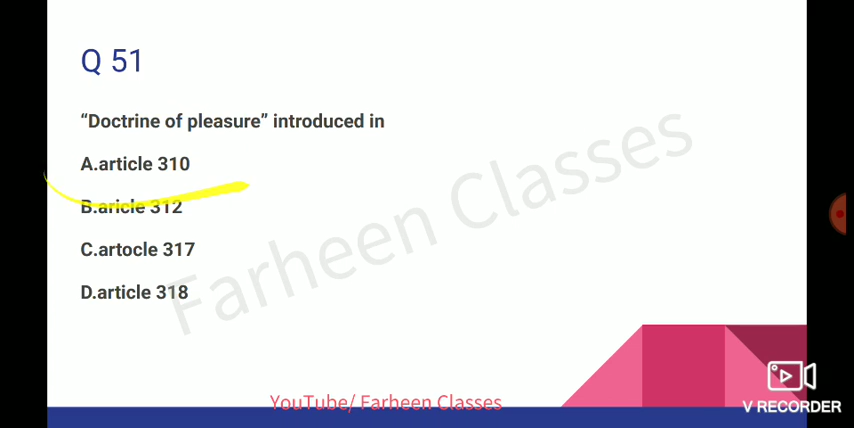 Q 51
“Doctrine of pleasure” introduced in
A.article 310
B.aricle 312
C.artocle 317
D.article 318
Farheen Classes
YouTube/ Farheen Classes
V RECORDER